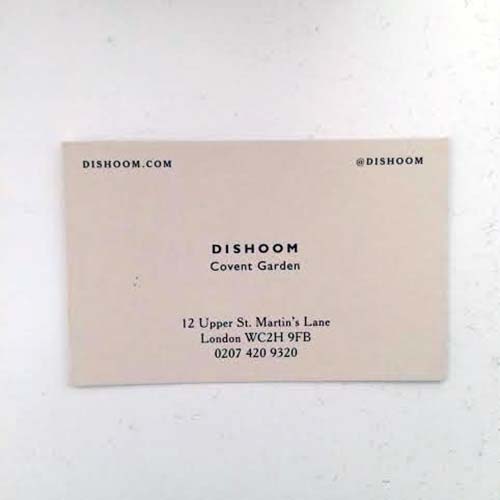 DISHOOM.COM
@DISHOOM
DISHOOM
Covent Garden
12 Upper St. Martin's Lane
London WC2H 9FB
0207 420 9320